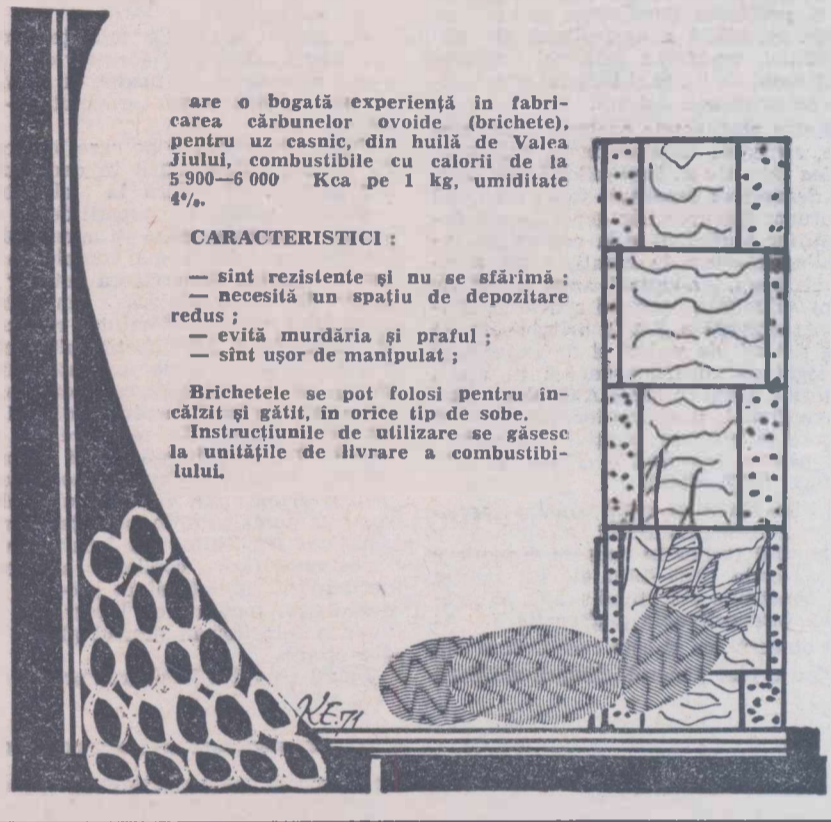 are o bogată experiență în fabri-
carea cărbunelor ovoide (brichete),
pentru uz casnic, din huilă de Valea
Jiului, combustibile cu calorii de la
5 900—6 000 Kca pe 1 kg, umiditate
4%.
CARACTERISTICI :
— sint rezistente și nu se sfărîmă ;
— necesită un spațiu de depozitare
redus ;
— evită murdăria și praful ;
— sînt ușor de manipulat ;
Brichetele se pot folosi pentru în-
călzit și gătit, în orice tip de sobe.
Instrucțiunile de utilizare se găsesc
la unitățile de livrare a combustibi-
lului.
KE.71